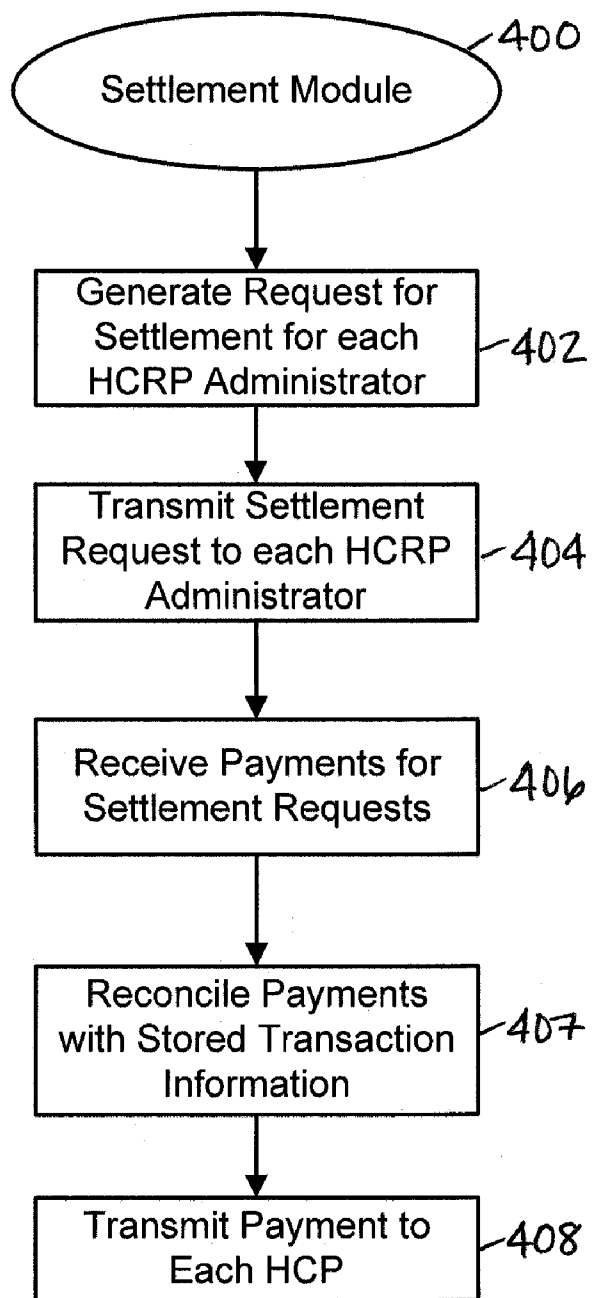 400
Settlement Module
Generate Request for
Settlement for each
HCRP Administrator
402
Transmit Settlement
Request to each HCRP
Administrator
404
Receive Payments for
Settlement Requests
406
Reconcile Payments
with Stored Transaction
Information
407
Transmit Payment to
Each HCP
408